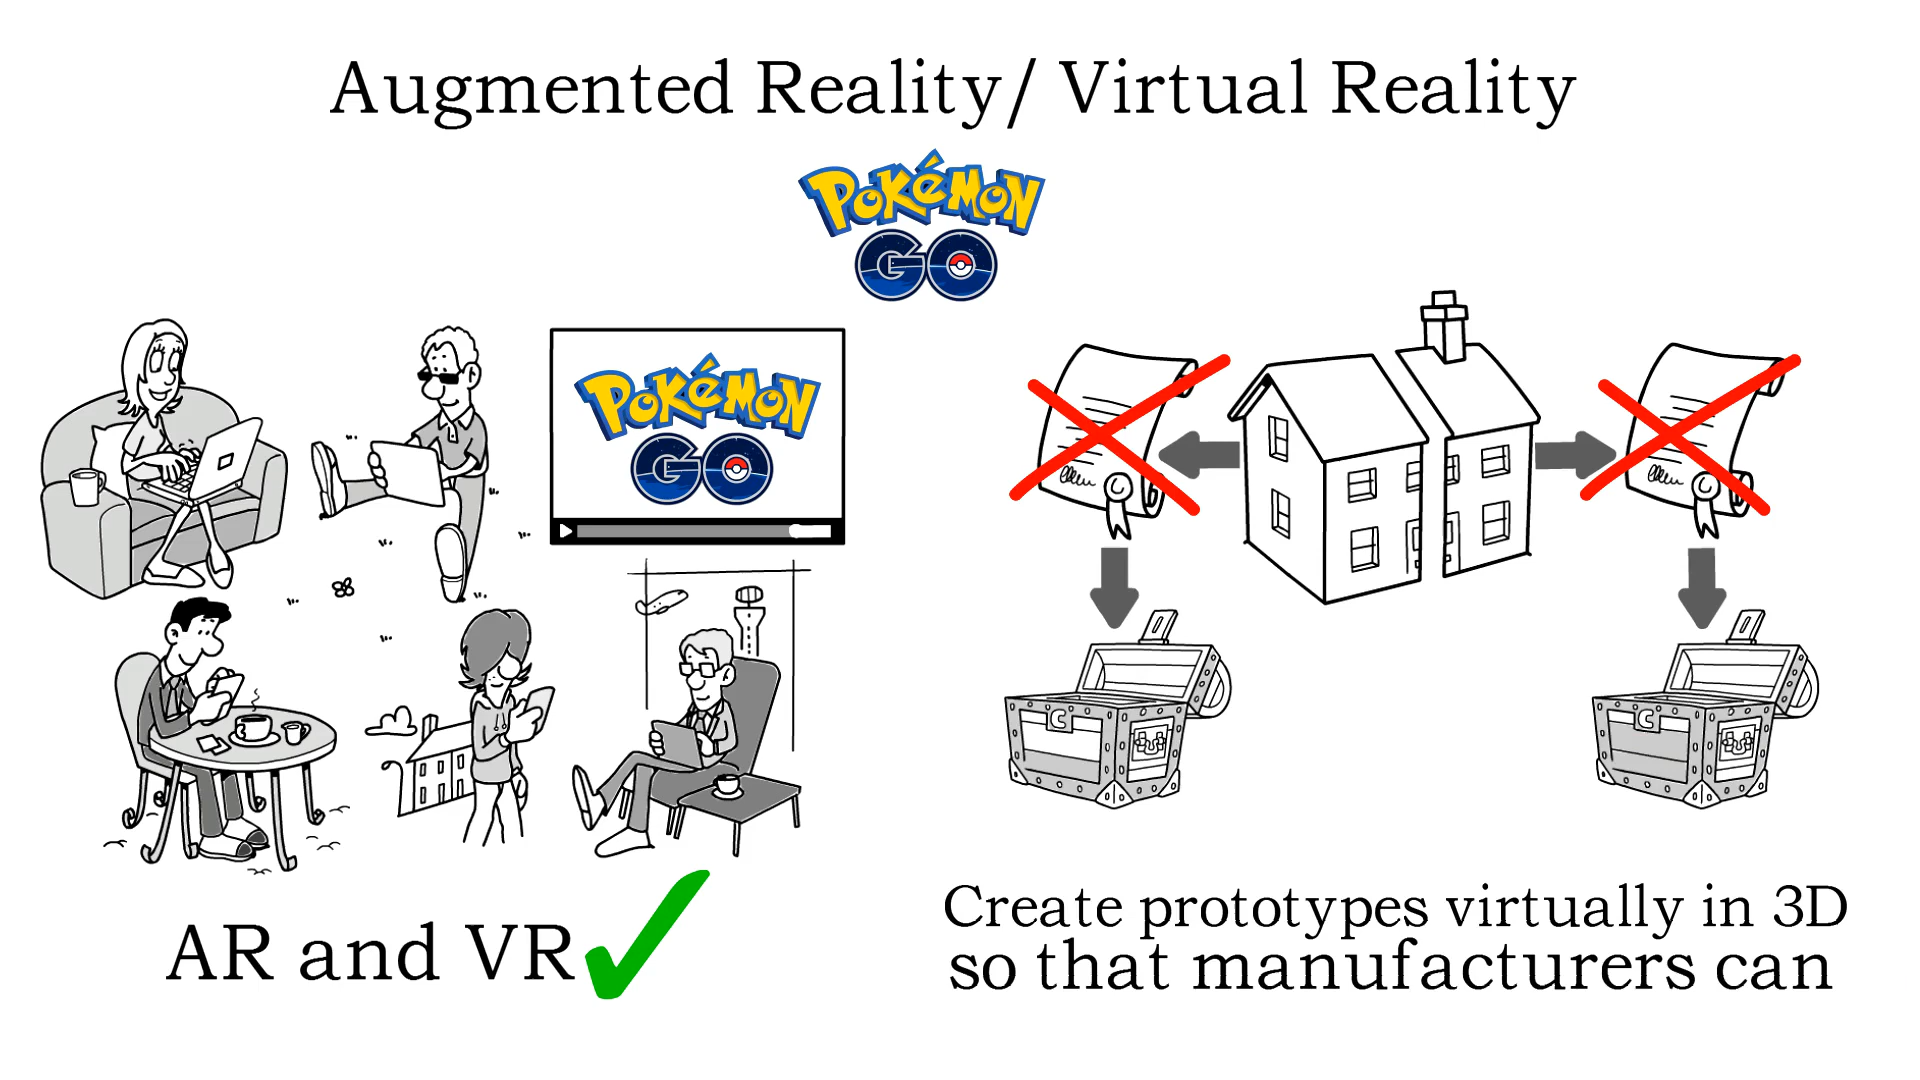 Augmented Reality/ Virtual Reality
POKéMON
GO
POKéMON
GO
AR and VR
Create prototypes virtually in 3D
so that manufacturers can